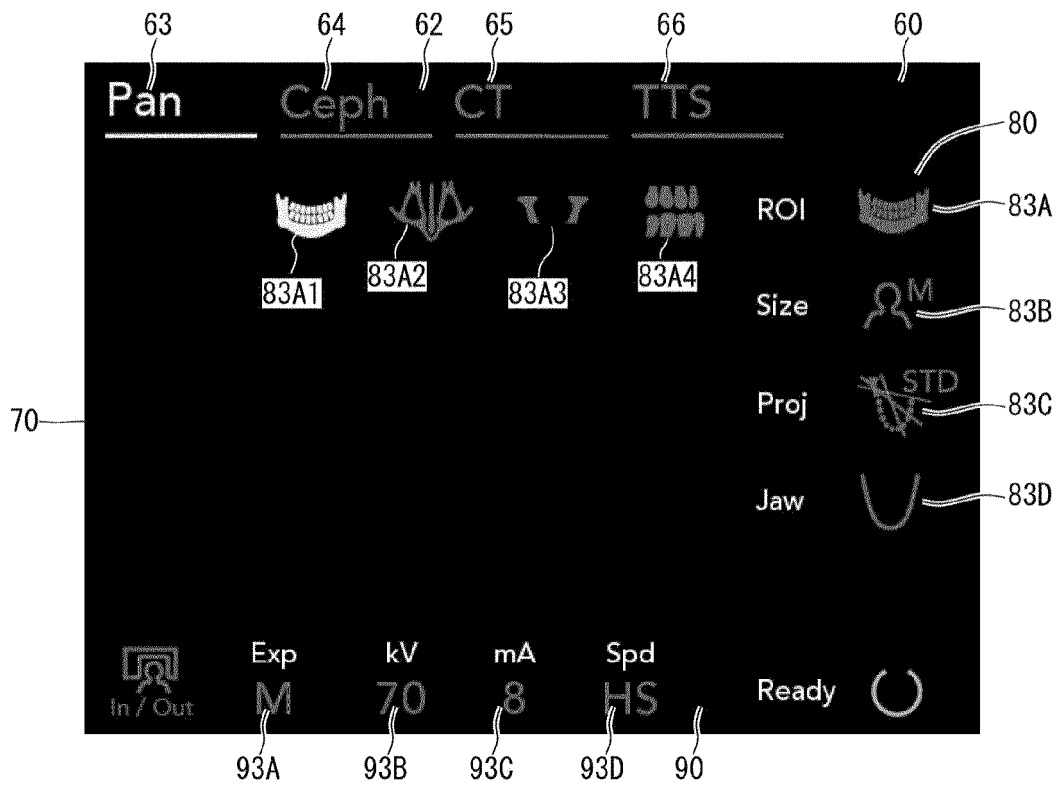 63 64 62 65 66 60
Pan Ceph CT TTS
80
ROI 83A
83A1 83A2 83A3 83A4
Size M 83B
Proj STD 83C
70
Jaw 83D
Exp kV mA Spd
In / Out M 70 8 HS Ready
93A 93B 93C 93D 90